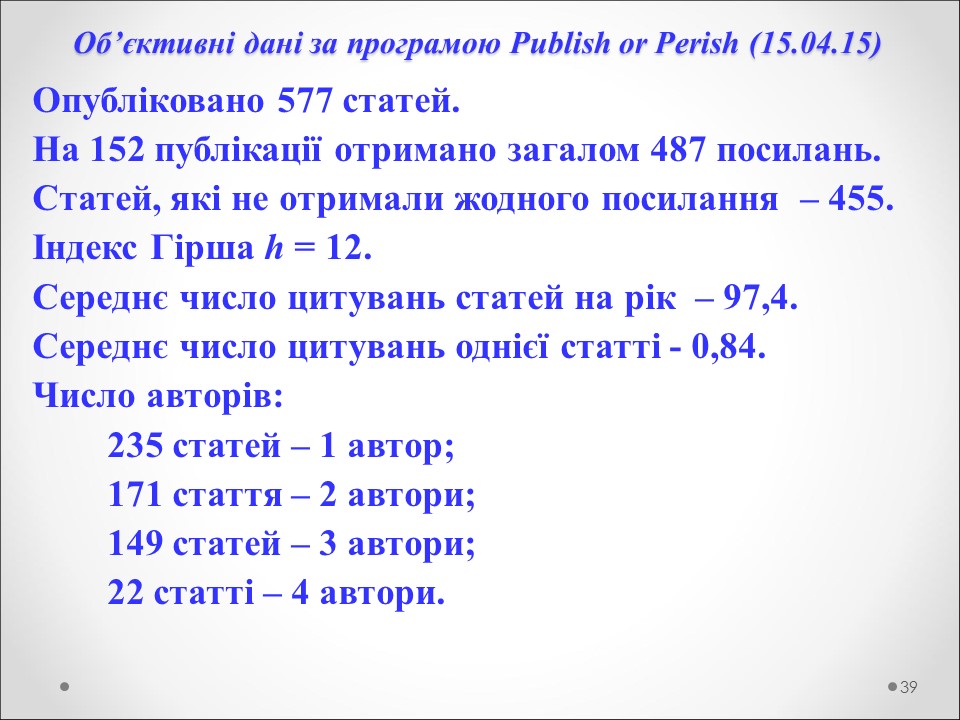 Об’єктивні дані за програмою Publish or Perish (15.04.15)
Опубліковано 577 статей.
На 152 публікації отримано загалом 487 посилань.
Статей, які не отримали жодного посилання – 455.
Індекс Гірша h = 12.
Середнє число цитувань статей на рік – 97,4.
Середнє число цитувань однієї статті - 0,84.
Число авторів:
235 статей – 1 автор;
171 стаття – 2 автори;
149 статей – 3 автори;
22 статті – 4 автори.
39